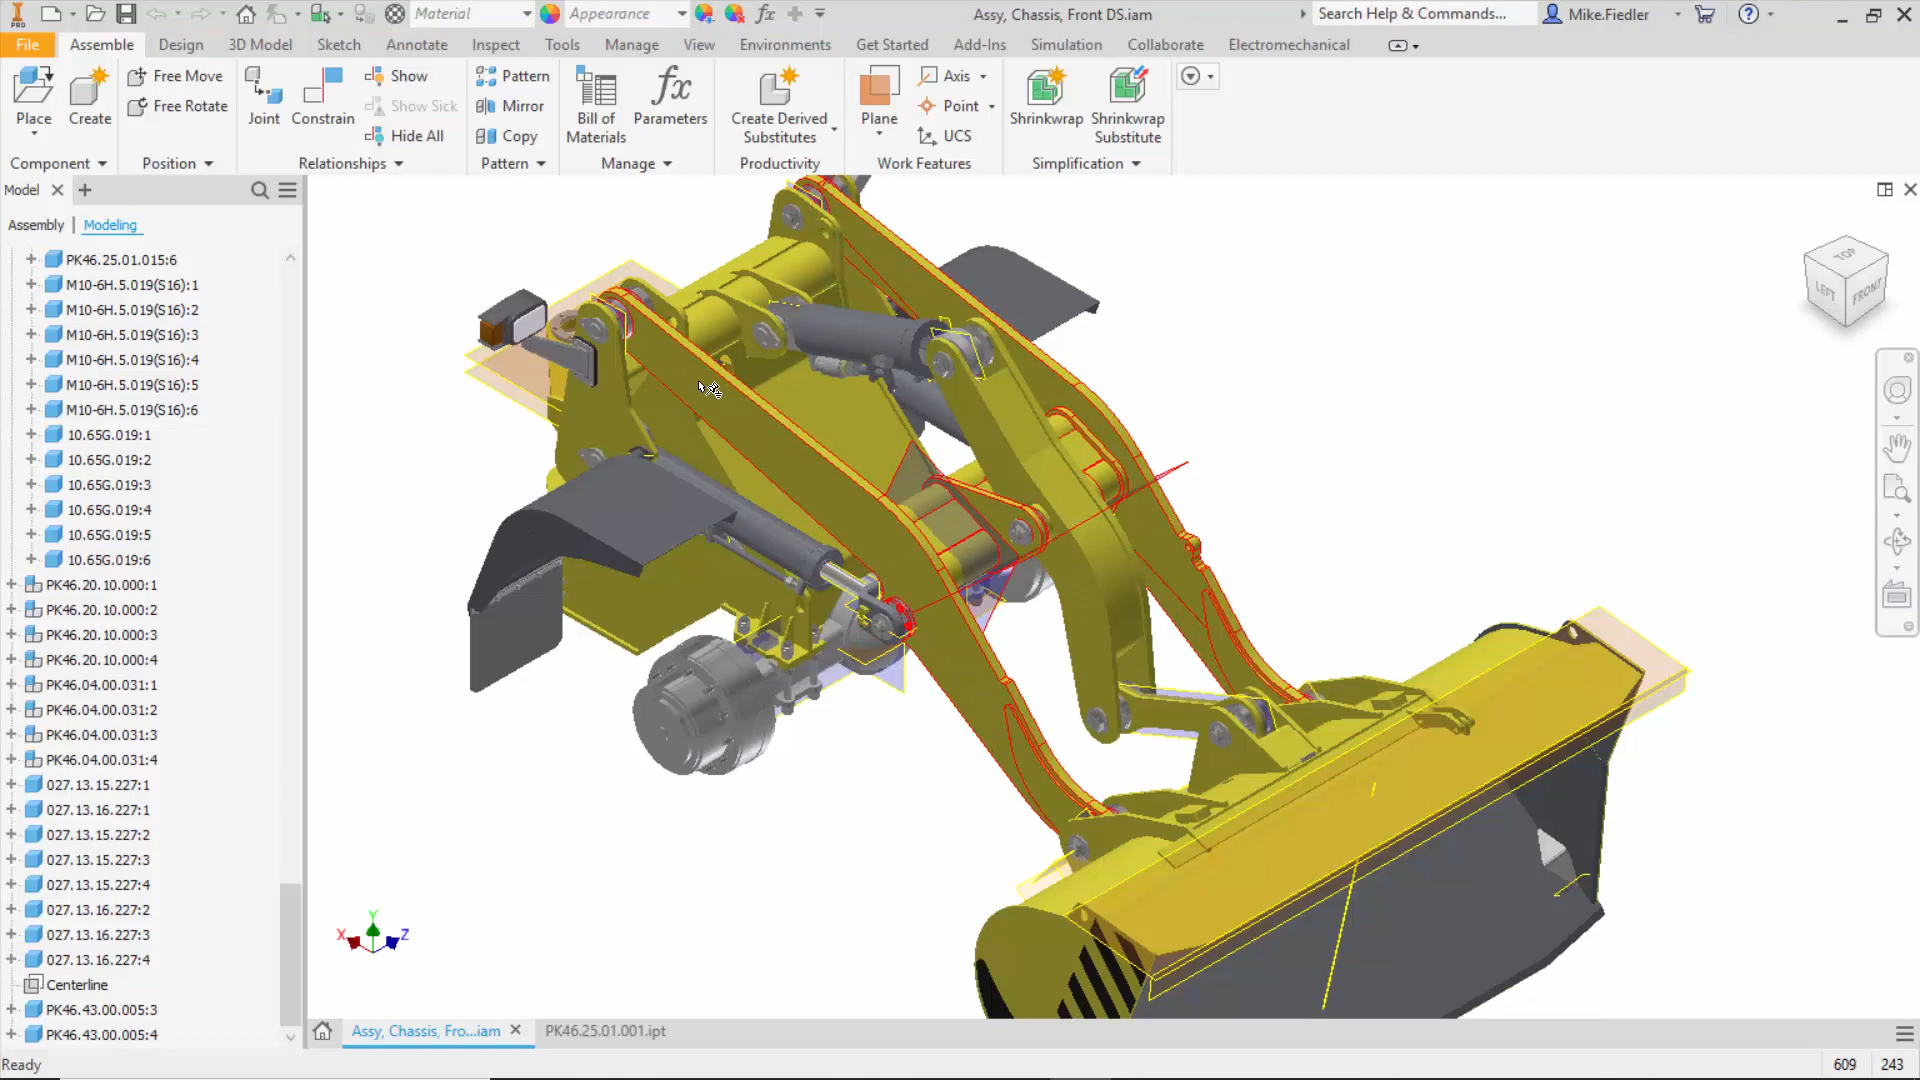 PRO
Material
Appearance
fx
Assy, Chassis, Front DS.iam
Search Help & Commands...
Mike.Fiedler
?
File
Assemble
Design
3D Model
Sketch
Annotate
Inspect
Tools
Manage
View
Environments
Get Started
Add-Ins
Simulation
Collaborate
Electromechanical
Place
Create
Free Move
Free Rotate
Joint
Constrain
Show
Show Sick
Hide All
Pattern
Mirror
Copy
Bill of
Materials
fx
Parameters
Create Derived
Substitutes
Plane
Axis
Point
UCS
Shrinkwrap
Shrinkwrap
Substitute
Component
Position
Relationships
Pattern
Manage
Productivity
Work Features
Simplification
Model
Assembly
Modeling
PK46.25.01.015:6
M10-6H.5.019(S16):1
M10-6H.5.019(S16):2
M10-6H.5.019(S16):3
M10-6H.5.019(S16):4
M10-6H.5.019(S16):5
M10-6H.5.019(S16):6
10.65G.019:1
10.65G.019:2
10.65G.019:3
10.65G.019:4
10.65G.019:5
10.65G.019:6
PK46.20.10.000:1
PK46.20.10.000:2
PK46.20.10.000:3
PK46.20.10.000:4
PK46.04.00.031:1
PK46.04.00.031:2
PK46.04.00.031:3
PK46.04.00.031:4
027.13.15.227:1
027.13.16.227:1
027.13.15.227:2
027.13.15.227:3
027.13.15.227:4
027.13.16.227:2
027.13.16.227:3
027.13.16.227:4
Centerline
PK46.43.00.005:3
PK46.43.00.005:4
TOP
LEFT
FRONT
Y
X
Z
Assy, Chassis, Fro...iam
PK46.25.01.001.ipt
Ready
609
243